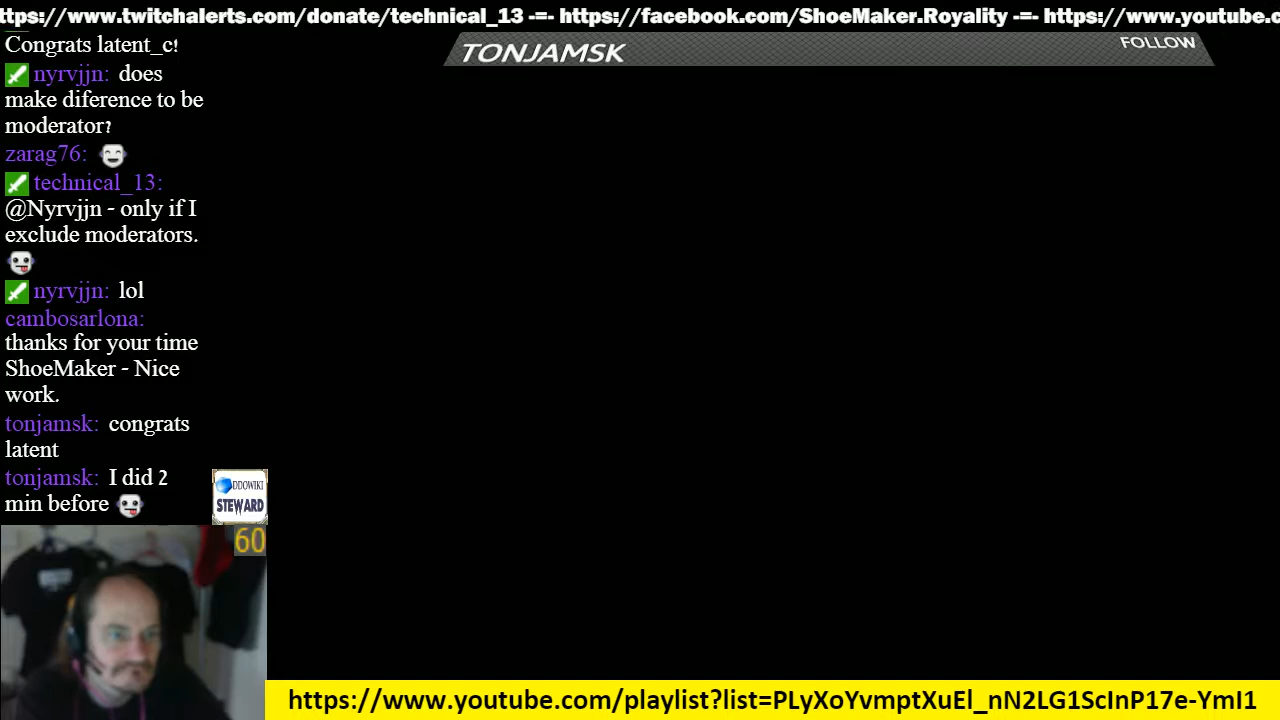 ttps://www.twitchalerts.com/donate/technical_13 -=- https://facebook.com/ShoeMaker.Royality -=- https://www.youtube.c
TONJAMSK
FOLLOW
Congrats latent_c!
nyrvjjn: does
make diference to be
moderator?
zarag76:
technical_13:
@Nyrvjjn - only if I
exclude moderators.
nyrvjjn: lol
cambosarlona:
thanks for your time
ShoeMaker - Nice
work.
tonjamsk: congrats
latent
tonjamsk: I did 2
min before
DDOWIKI
STEWARD
60
https://www.youtube.com/playlist?list=PLyXoYvmptXuEl_nN2LG1ScInP17e-YmI1